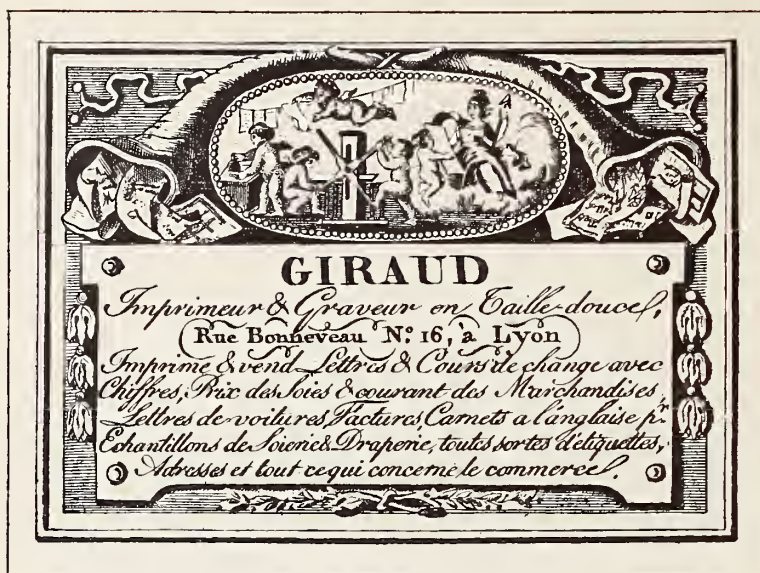 GIRAUD
Imprimeur & Graveur en Taille-douce,
Rue Bonneveau N.º 16, à Lyon
Imprime & vend Lettres & Cours de change avec
Chiffres, Prix des Soies & courant des Marchandises,
Lettres de voitures, Factures, Carnets a l'anglaise p.r
Echantillons de Soierie & Draperie, toutes sortes d'etiquettes,
Adresses et tout ce qui concerne le commerce.